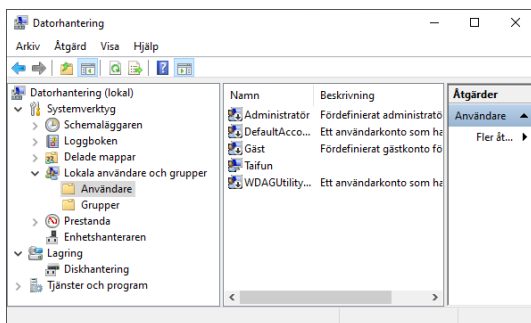 Datorhantering
Arkiv Åtgärd Visa Hjälp
Datorhantering (lokal)
Systemverktyg
Schemaläggaren
Loggboken
Delade mappar
Lokala användare och grupper
Användare
Grupper
Prestanda
Enhetshanteraren
Lagring
Diskhantering
Tjänster och program
Namn Beskrivning
Administratör Fördefinierat administratö
DefaultAcco... Ett användarkonto som ha
Gäst Fördefinierat gästkonto fö
Taifun
WDAGUtility... Ett användarkonto som ha
Åtgärder
Användare
Fler åt...